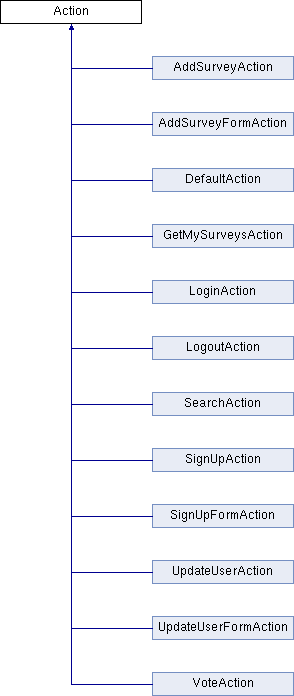 Action
AddSurveyAction
AddSurveyFormAction
DefaultAction
GetMySurveysAction
LoginAction
LogoutAction
SearchAction
SignUpAction
SignUpFormAction
UpdateUserAction
UpdateUserFormAction
VoteAction